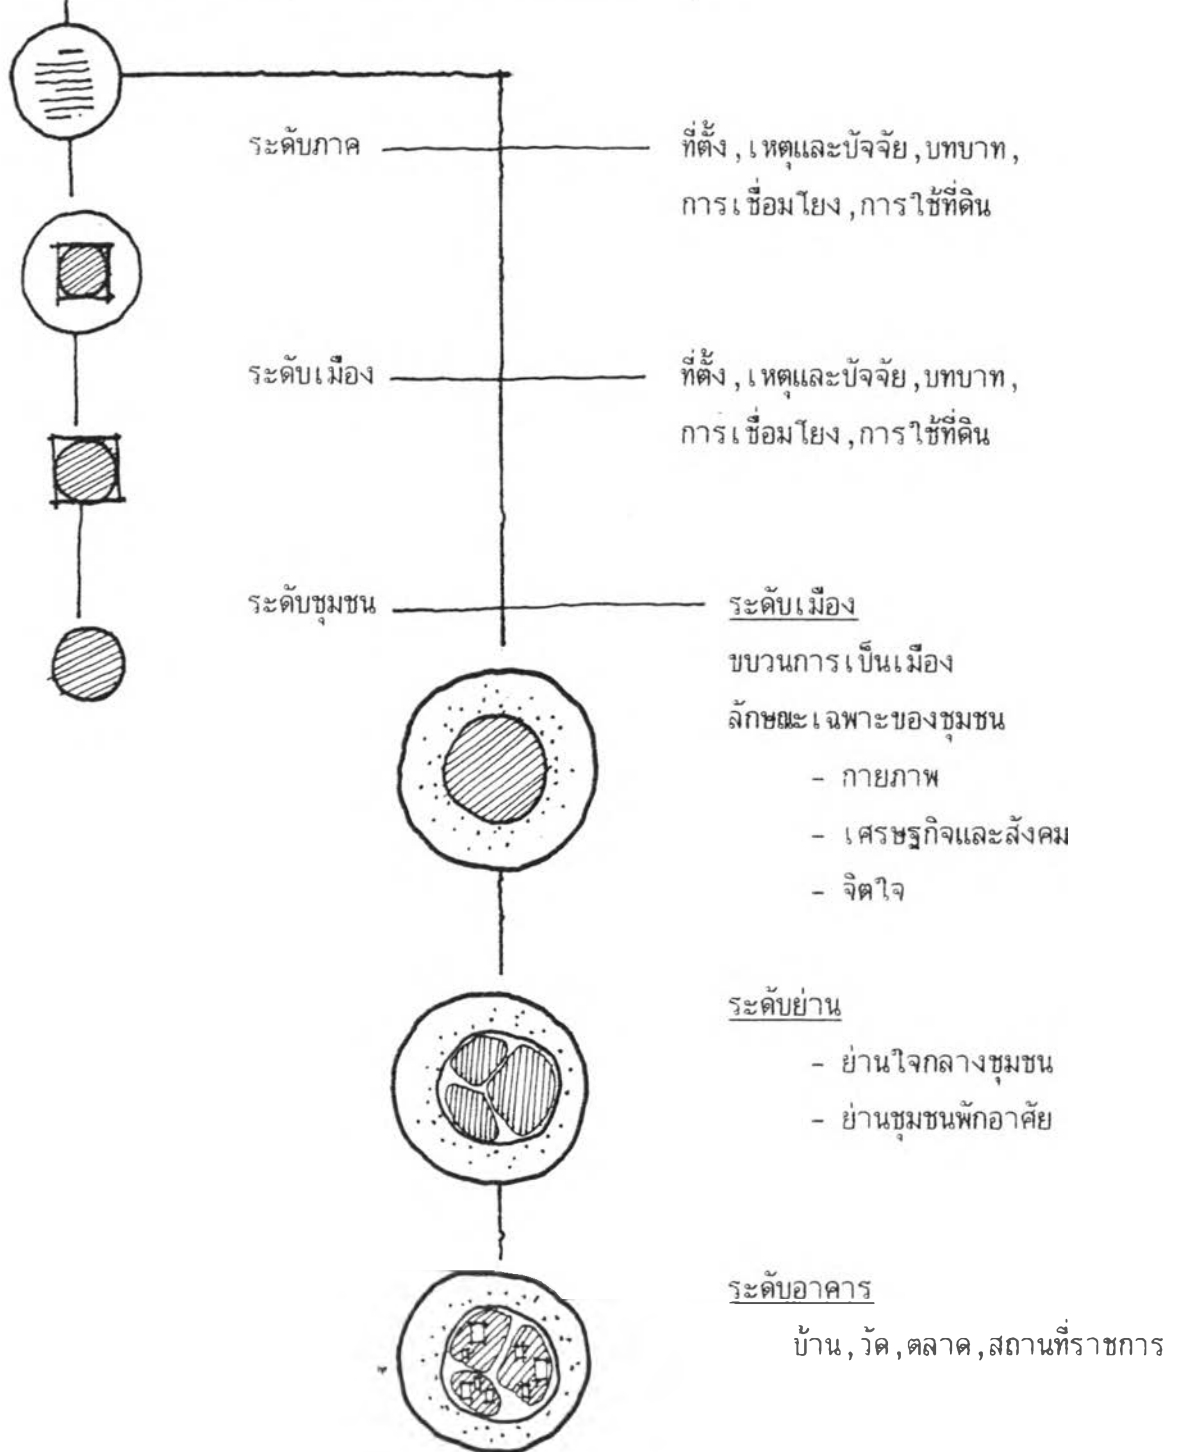 ระดับภาค
ที่ตั้ง,เหตุและปัจจัย,บทบาท,
การเชื่อมโยง,การใช้ที่ดิน
ระดับเมือง
ที่ตั้ง,เหตุและปัจจัย,บทบาท,
การเชื่อมโยง,การใช้ที่ดิน
ระดับชุมชน
ระดับเมือง
ขบวนการเป็นเมือง
ลักษณะเฉพาะของชุมชน
- กายภาพ
- เศรษฐกิจและสังคม
- จิตใจ
ระดับย่าน
- ย่านใจกลางชุมชน
- ย่านชุมชนพักอาศัย
ระดับอาคาร
บ้าน,วัด,ตลาด,สถานที่ราชการ